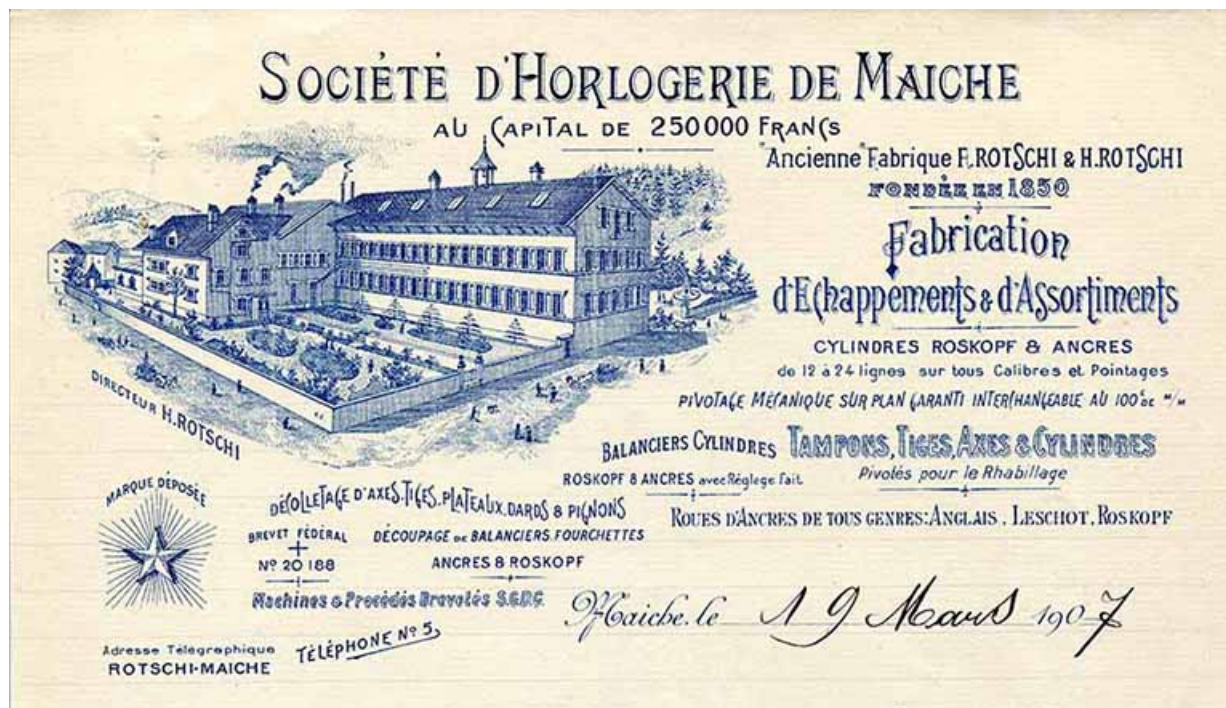 SOCIÉTÉ D'HORLOGERIE DE MAICHE
AU CAPITAL DE 250000 FRANCS
"Ancienne" Fabrique F. ROTSCHI & H. ROTSCHI
FONDÉE EN 1850
Fabrication
d'Echappements & d'Assortiments
CYLINDRES ROSKOPF & ANCRES
de 12 à 24 lignes sur tous Calibres et Pointages
PIVOTAGE MÉCANIQUE SUR PLAN GARANTI INTERCHANGEABLE AU 100e DE M/M
BALANCIERS CYLINDRES
ROSKOPF & ANCRES avec Réglege fait
TAMPONS, TIGES, AXES & CYLINDRES
Pivotés pour le Rhabillage
ROUES D'ANCRES DE TOUS GENRES: ANGLAIS. LESCHOT. ROSKOPF
DIRECTEUR H. ROTSCHI
MARQUE DÉPOSÉE
DÉCOLLETAGE D'AXES. TIGES. PLATEAUX. DARDS & PIGNONS
BREVET FÉDÉRAL
No 20188
DÉCOUPAGE DE BALANCIERS. FOURCHETTES
ANCRES & ROSKOPF
Machines & Procédés Brevetés S.G.D.G.
Adresse Télegraphique
ROTSCHI-MAICHE
TÉLÉPHONE No 5
Maiche. le 19 Mars 1907